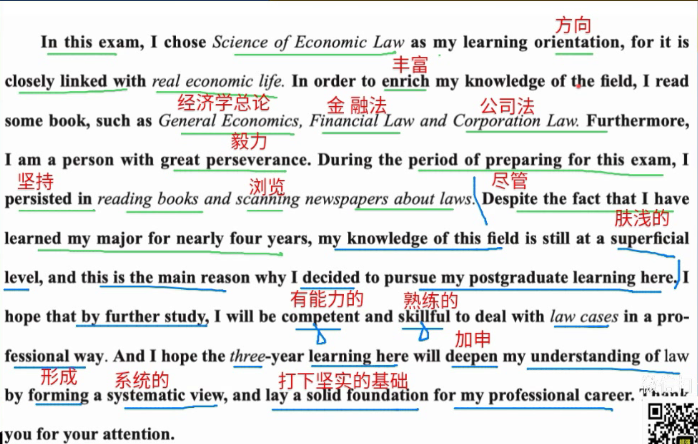 方向
In this exam, I chose Science of Economic Law as my learning orientation, for it is
丰富
closely linked with real economic life. In order to enrich my knowledge of the field, I read
经济学总论 金 融法 公司法
some book, such as General Economics, Financial Law and Corporation Law. Furthermore,
毅力
I am a person with great perseverance. During the period of preparing for this exam, I
坚持 浏览 尽管
persisted in reading books and scanning newspapers about laws. Despite the fact that I have
肤浅的
learned my major for nearly four years, my knowledge of this field is still at a superficial
level, and this is the main reason why I decided to pursue my postgraduate learning here. I
有能力的 熟练的
hope that by further study, I will be competent and skillful to deal with law cases in a pro-
加申
fessional way. And I hope the three-year learning here will deepen my understanding of law
形成 系统的 打下坚实的基础
by forming a systematic view, and lay a solid foundation for my professional career. Thank
you for your attention.